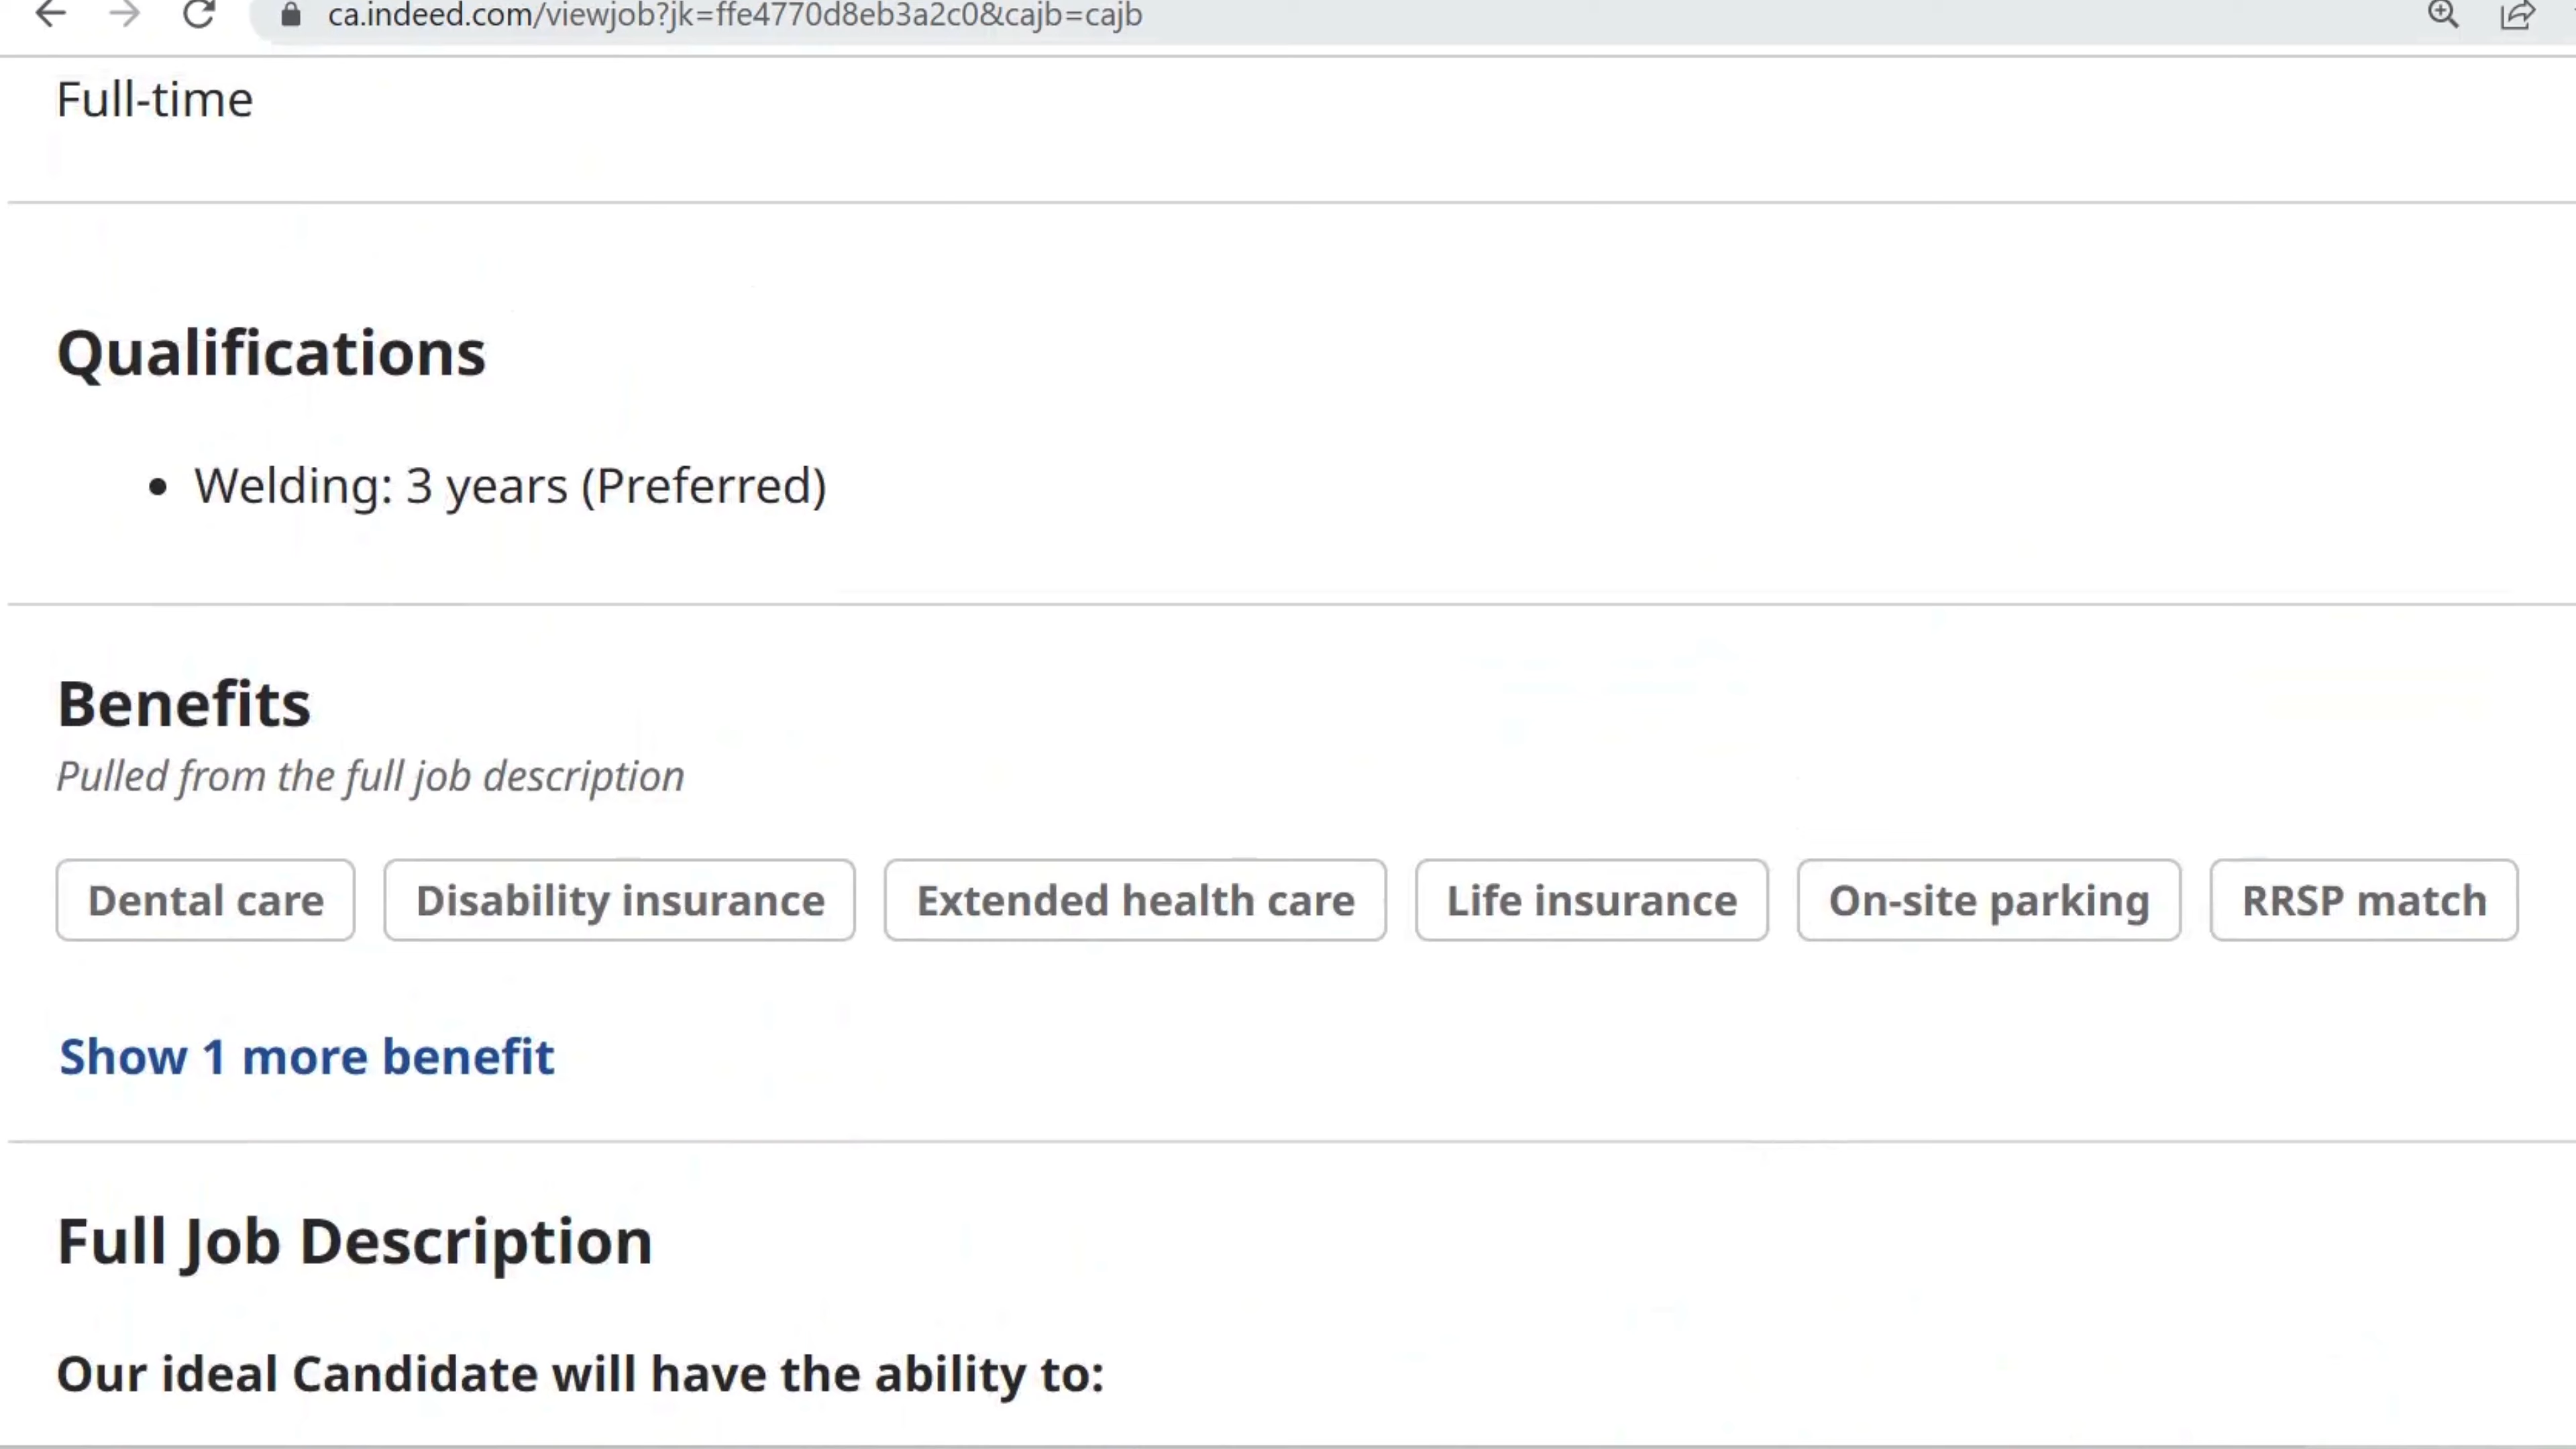 ca.indeed.com/viewjob?jk=ffe4770d8eb3a2c0&cajb=cajb
Full-time
Qualifications
• Welding: 3 years (Preferred)
Benefits
Pulled from the full job description
Dental care Disability insurance Extended health care Life insurance On-site parking RRSP match
Show 1 more benefit
Full Job Description
Our ideal Candidate will have the ability to: